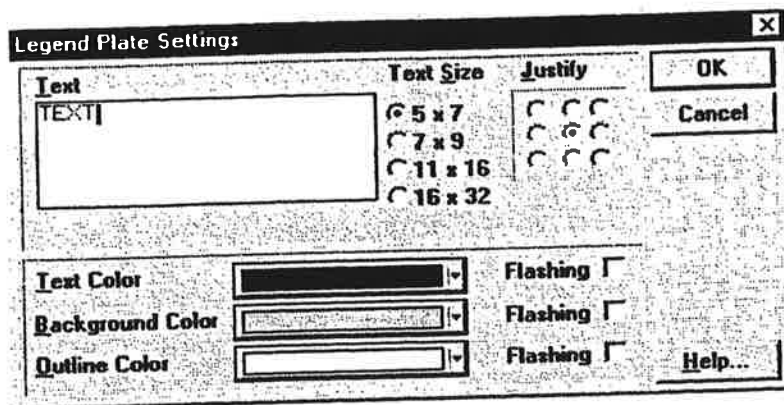 Legend Plate Settings
Text
TEXT
Text Size
5 x 7
7 x 9
11 x 16
16 x 32
Justify
OK
Cancel
Text Color
Flashing
Background Color
Flashing
Outline Color
Flashing
Help...